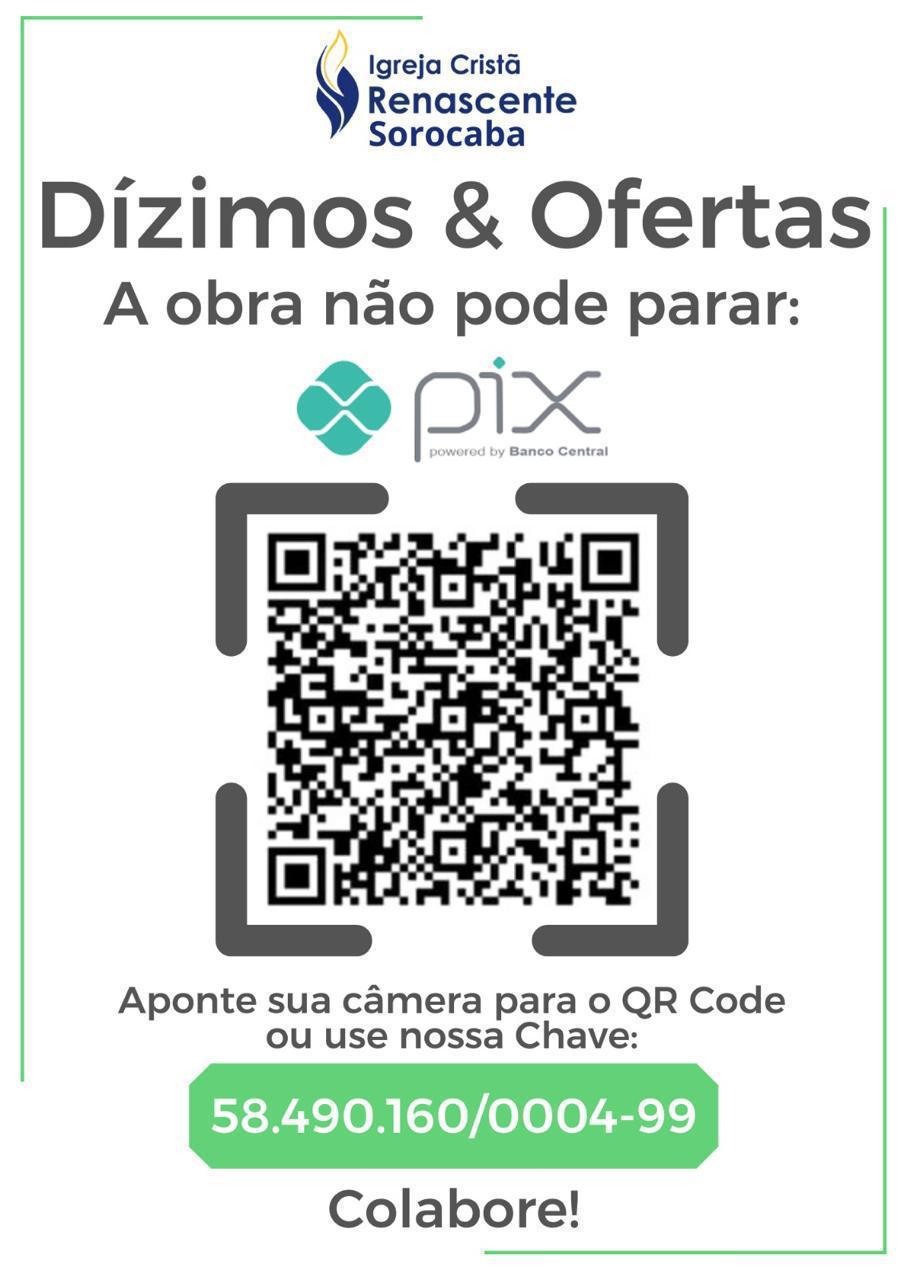 Igreja Cristã
Renascente
Sorocaba
Dízimos & Ofertas
A obra não pode parar:
pix
powered by Banco Central
Aponte sua câmera para o QR Code
ou use nossa Chave:
58.490.160/0004-99
Colabore!